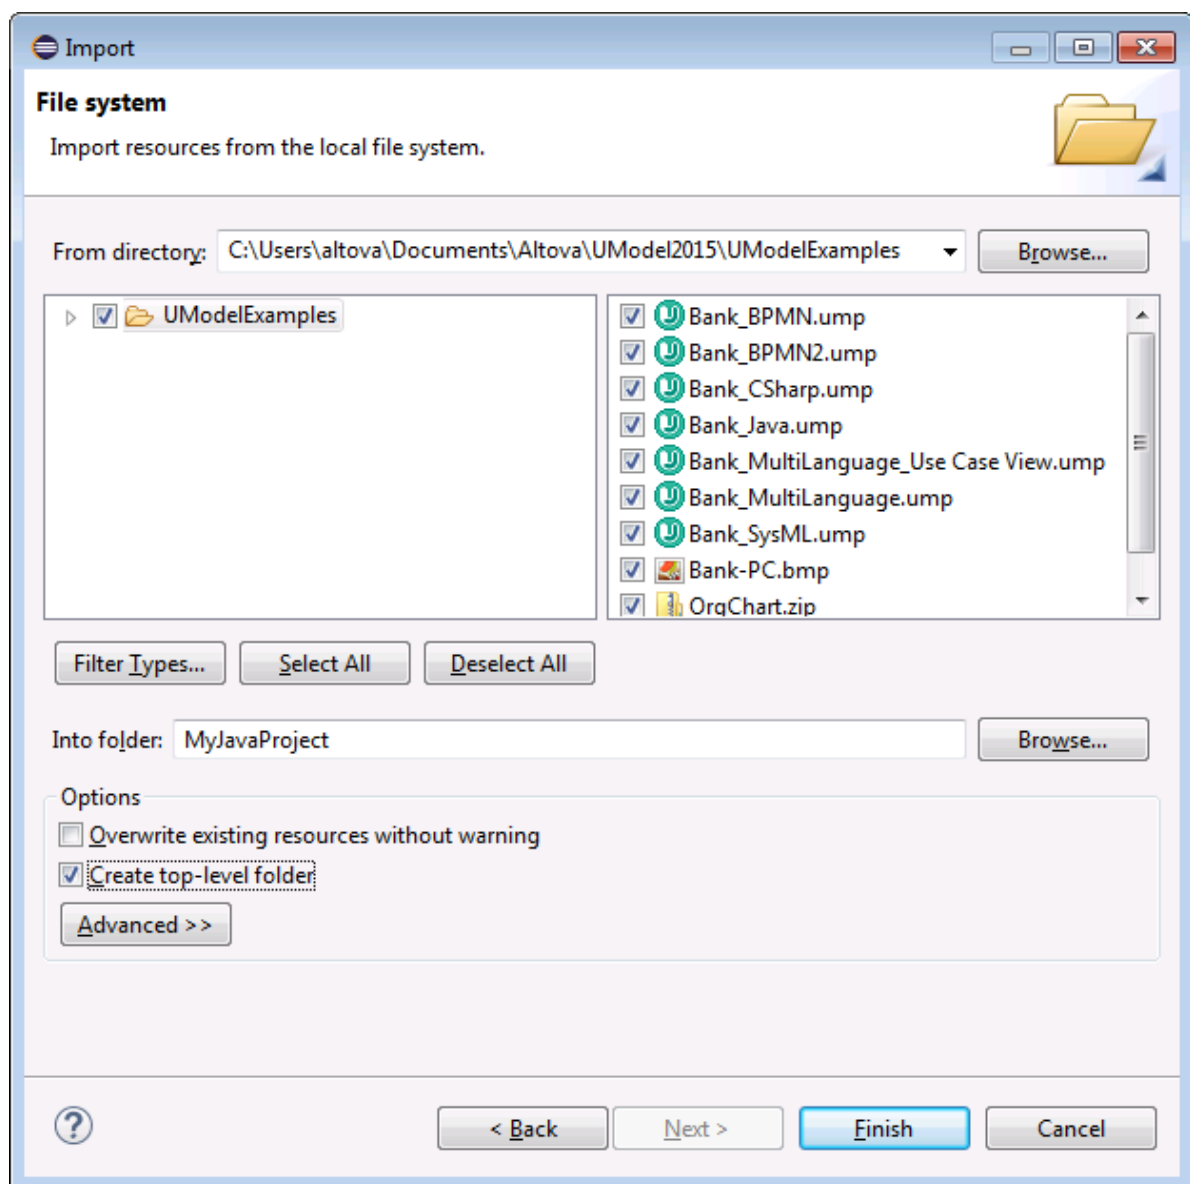 Import
File system
Import resources from the local file system.
From directory: C:\Users\altova\Documents\Altova\UModel2015\UModelExamples Browse...
UModelExamples
Bank_BPMN.ump
Bank_BPMN2.ump
Bank_CSharp.ump
Bank_Java.ump
Bank_MultiLanguage_Use Case View.ump
Bank_MultiLanguage.ump
Bank_SysML.ump
Bank-PC.bmp
OrgChart.zip
Filter Types... Select All Deselect All
Into folder: MyJavaProject Browse...
Options
Overwrite existing resources without warning
Create top-level folder
Advanced >>
? < Back Next > Finish Cancel